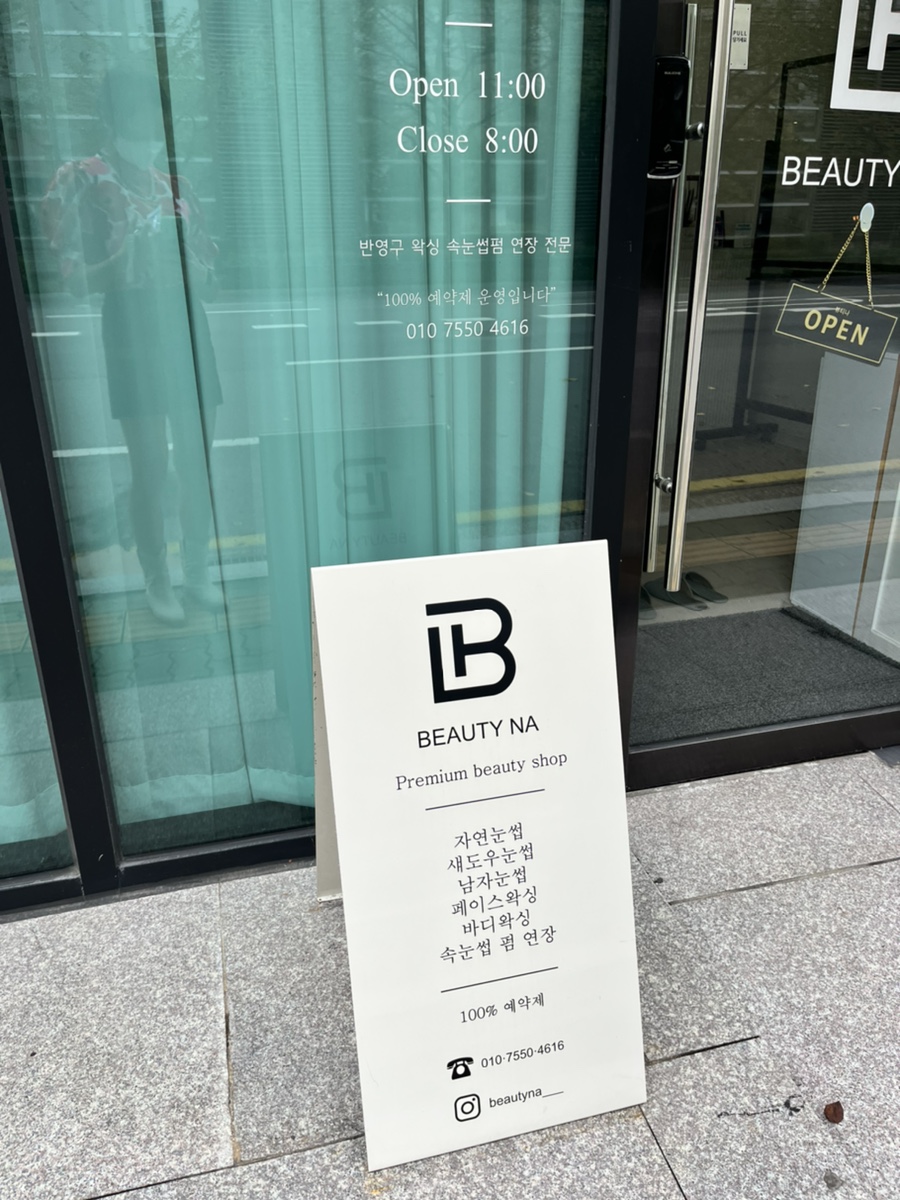 Open 11:00
Close 8:00
반영구 왁싱 속눈썹펌 연장 전문
“100% 예약제 운영입니다”
010 7550 4616
PULL
BEAUTY
OPEN
B
BEAUTY NA
Premium beauty shop
자연눈썹
섀도우눈썹
남자눈썹
페이스왁싱
바디왁싱
속눈썹 펌 연장
100% 예약제
010·7550·4616
beautyna___